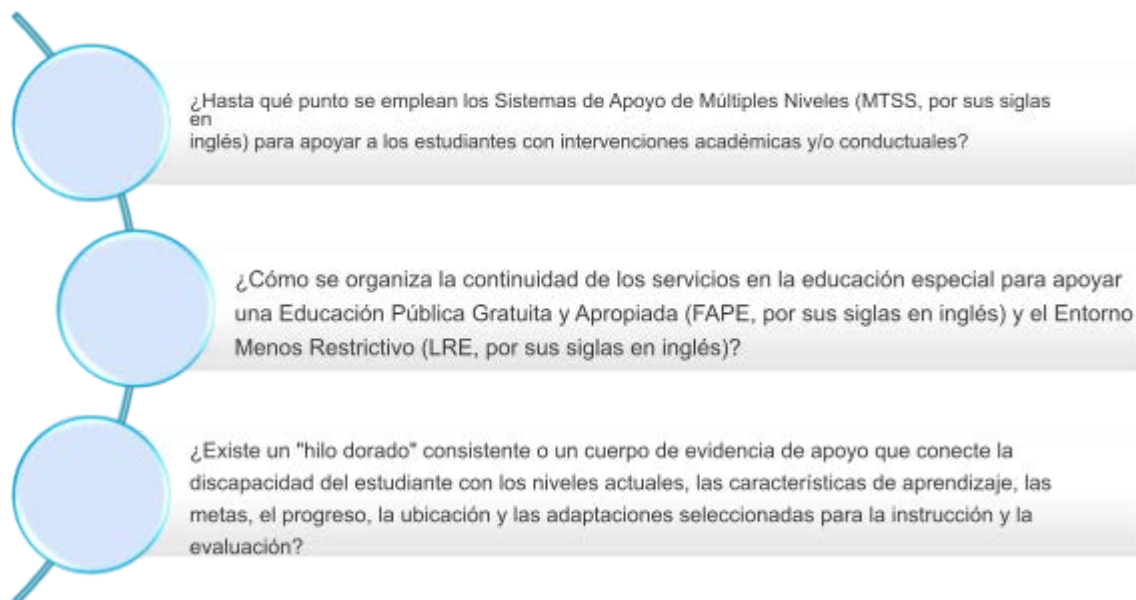 ¿Hasta qué punto se emplean los Sistemas de Apoyo de Múltiples Niveles (MTSS, por sus siglas
en
inglés) para apoyar a los estudiantes con intervenciones académicas y/o conductuales?
¿Cómo se organiza la continuidad de los servicios en la educación especial para apoyar
una Educación Pública Gratuita y Apropiada (FAPE, por sus siglas en inglés) y el Entorno
Menos Restrictivo (LRE, por sus siglas en inglés)?
¿Existe un "hilo dorado" consistente o un cuerpo de evidencia de apoyo que conecte la
discapacidad del estudiante con los niveles actuales, las características de aprendizaje, las
metas, el progreso, la ubicación y las adaptaciones seleccionadas para la instrucción y la
evaluación?